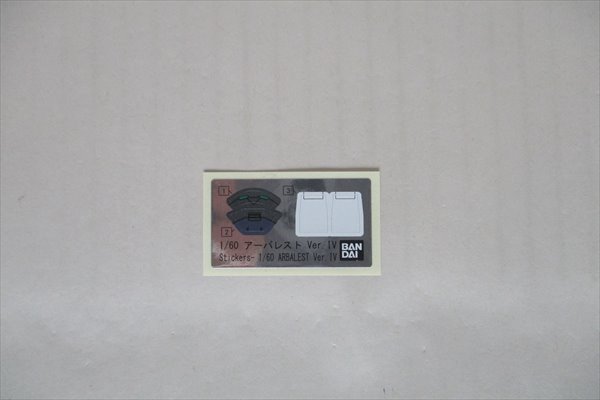 1
3
2
1/60 アーバレスト Ver.IV
Stickers- 1/60 ARBALEST Ver.IV
BAN
DAI